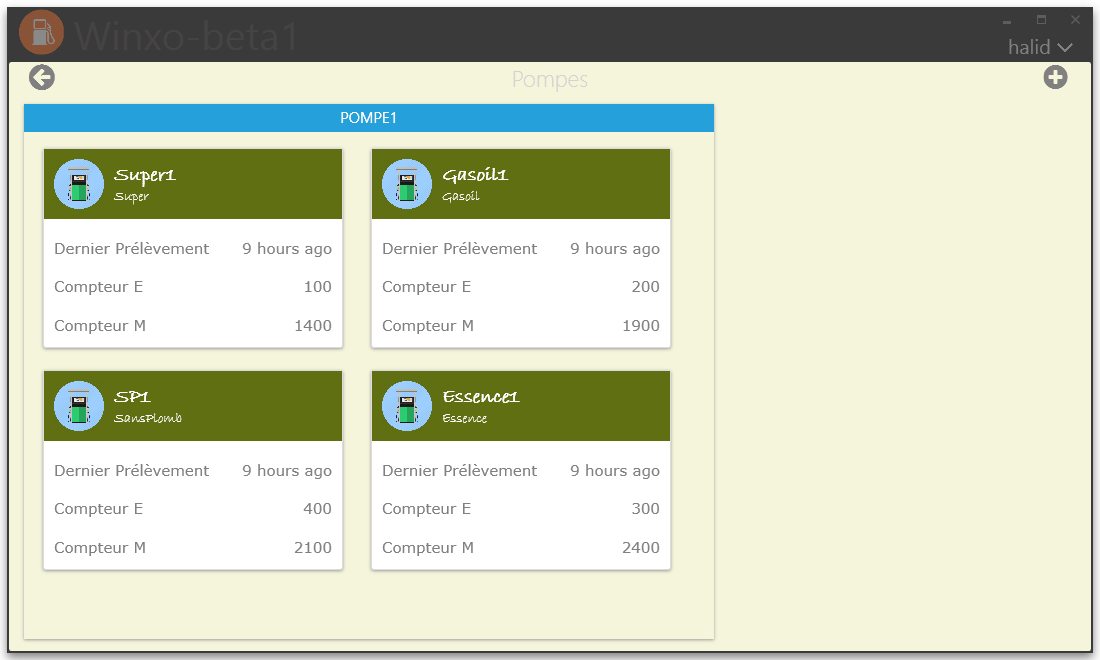 Winxo-beta1
halid
Pompes
POMPE1
Super1
Super
Dernier Prélèvement 9 hours ago
Compteur E 100
Compteur M 1400
Gasoil1
Gasoil
Dernier Prélèvement 9 hours ago
Compteur E 200
Compteur M 1900
SP1
SansPlomb
Dernier Prélèvement 9 hours ago
Compteur E 400
Compteur M 2100
Essence1
Essence
Dernier Prélèvement 9 hours ago
Compteur E 300
Compteur M 2400